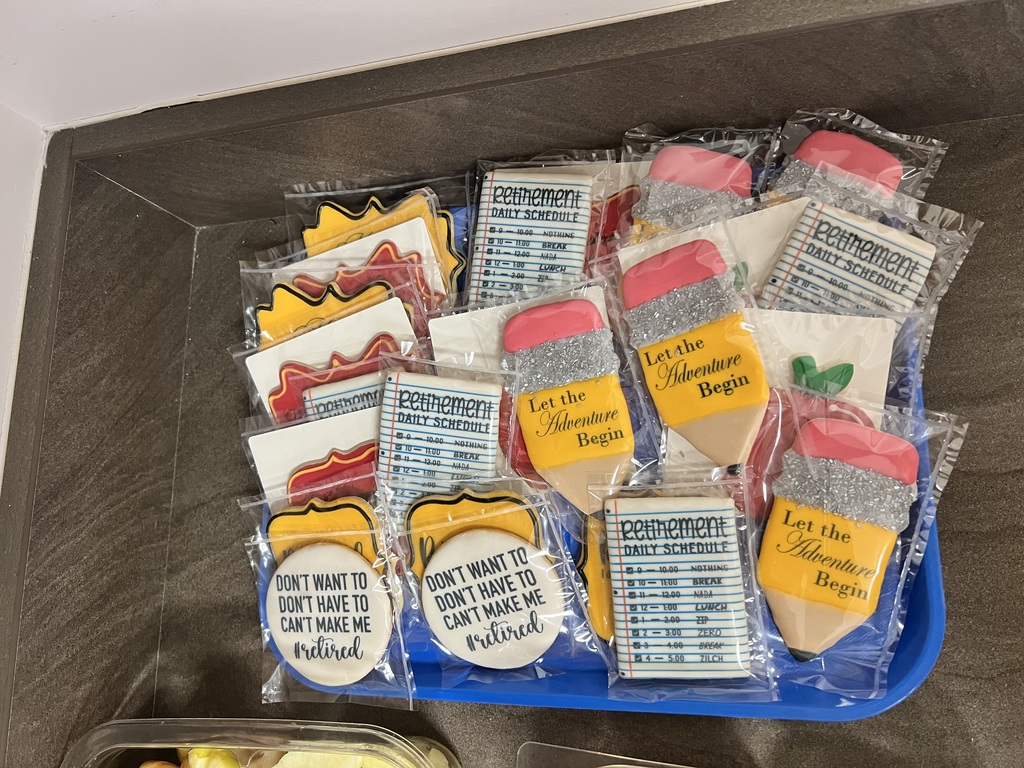 Retirement
DAILY SCHEDULE
9 — 10:00 NOTHING
10 — 11:00 BREAK
11 — 12:00 NADA
12 — 1:00 LUNCH
1 — 2:00 ZIP
2 — 3:00
Retirement
DAILY SCHEDULE
9 — 10:00 NOTHING
Let the
Adventure
Begin
Let the
Adventure
Begin
Retirement
Retirement
DAILY SCHEDULE
9 — 10:00 NOTHING
10 — 11:00 BREAK
11 — 12:00 NADA
12 — 1:00
Let the
Adventure
Begin
DON'T WANT TO
DON'T HAVE TO
CAN'T MAKE ME
#retired
DON'T WANT TO
DON'T HAVE TO
CAN'T MAKE ME
#retired
Retirement
DAILY SCHEDULE
9 — 10:00 NOTHING
10 — 11:00 BREAK
11 — 12:00 NADA
12 — 1:00 LUNCH
1 — 2:00 ZIP
2 — 3:00 ZERO
3 — 4:00 BREAK
4 — 5:00 ZILCH